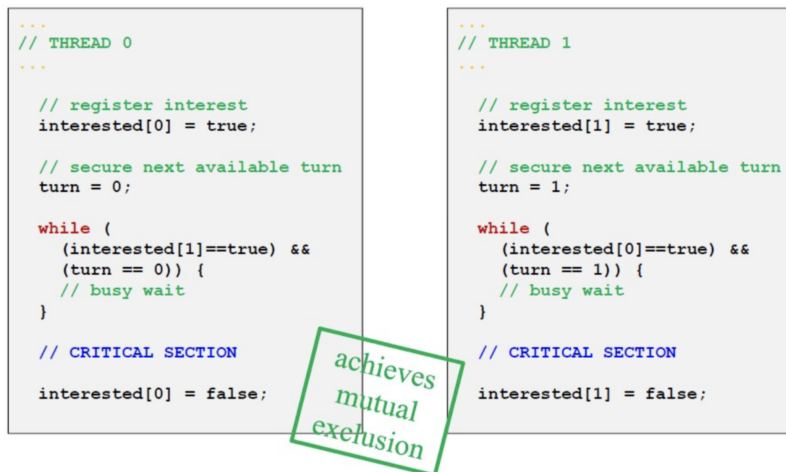 ...
// THREAD 0
...
// register interest
interested[0] = true;
// secure next available turn
turn = 0;
while (
(interested[1]==true) &&
(turn == 0)) {
// busy wait
}
// CRITICAL SECTION
interested[0] = false;
...
// THREAD 1
...
// register interest
interested[1] = true;
// secure next available turn
turn = 1;
while (
(interested[0]==true) &&
(turn == 1)) {
// busy wait
}
// CRITICAL SECTION
interested[1] = false;
achieves
mutual
exclusion